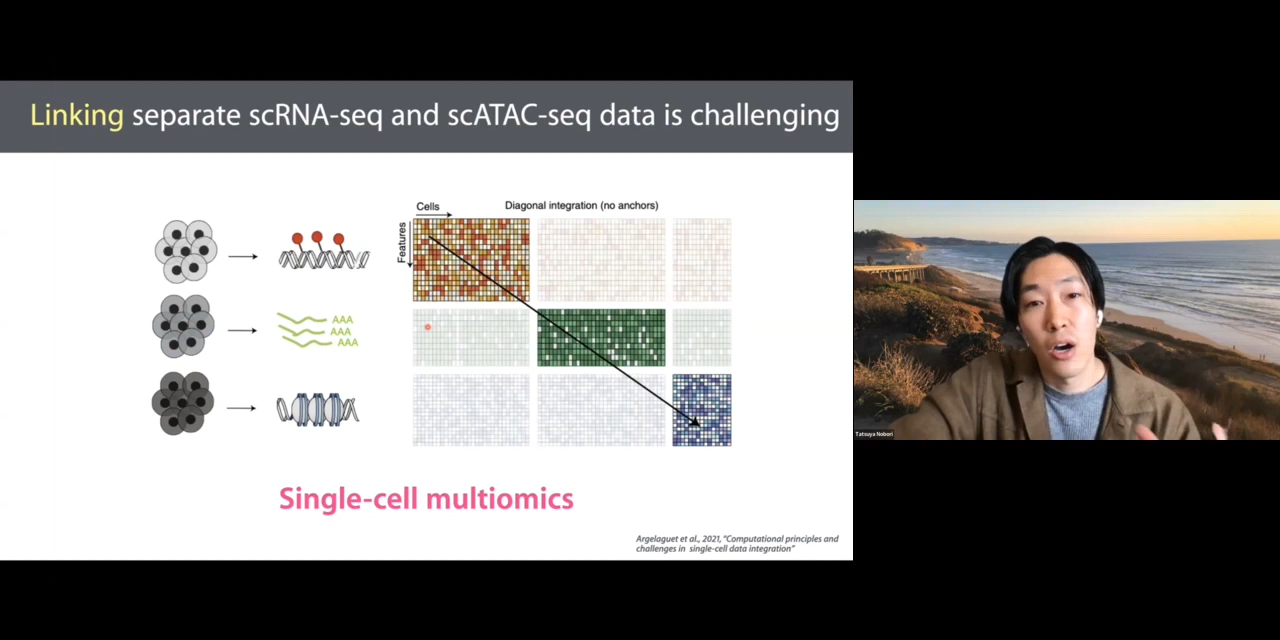 Linking separate scRNA-seq and scATAC-seq data is challenging
Cells
Diagonal integration (no anchors)
Features
AAA
AAA
AAA
Single-cell multiomics
Argelaguet et al., 2021, "Computational principles and
challenges in single-cell data integration"
Tatsuya Nobori